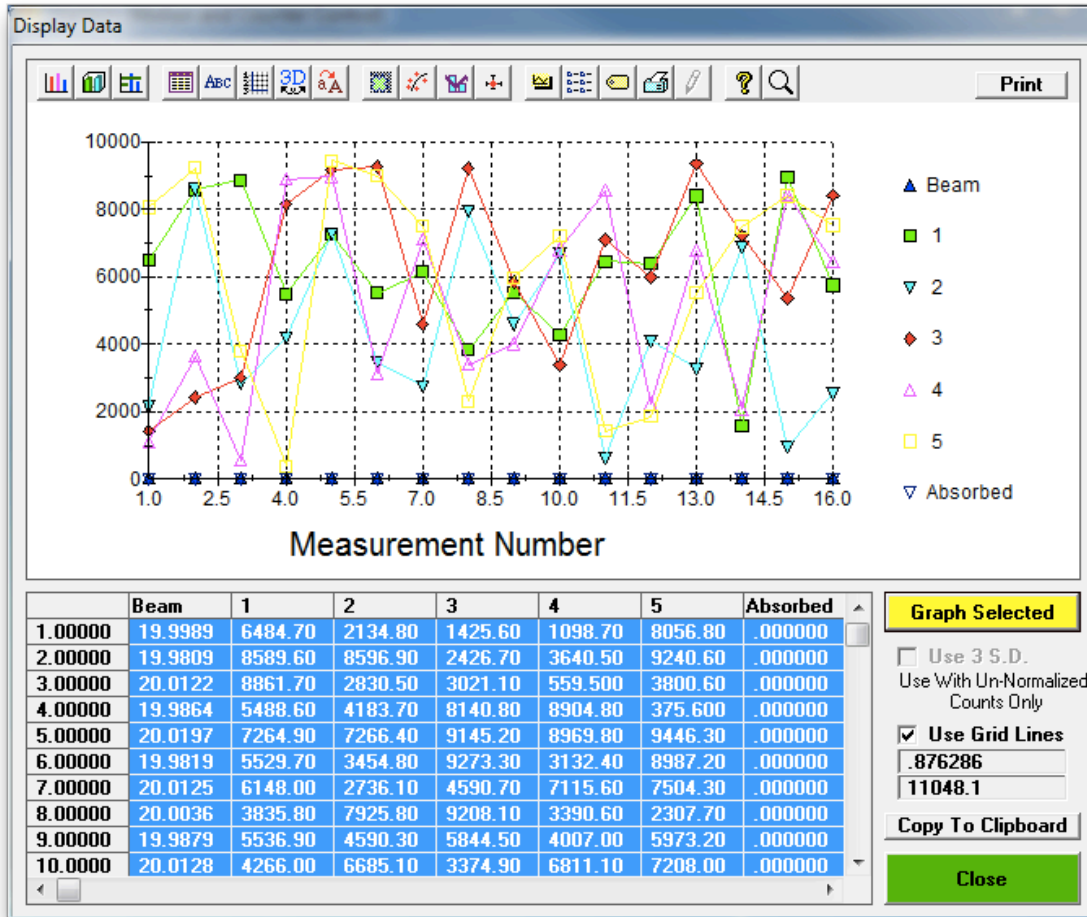 Display Data
ABC 3D aA ?
Print
10000
8000
6000
4000
2000
0
1.0 2.5 4.0 5.5 7.0 8.5 10.0 11.5 13.0 14.5 16.0
Measurement Number
Beam
1
2
3
4
5
Absorbed
Beam 1 2 3 4 5 Absorbed
1.00000 19.9989 6484.70 2134.80 1425.60 1098.70 8056.80 .000000
2.00000 19.9809 8589.60 8596.90 2426.70 3640.50 9240.60 .000000
3.00000 20.0122 8861.70 2830.50 3021.10 559.500 3800.60 .000000
4.00000 19.9864 5488.60 4183.70 8140.80 8904.80 375.600 .000000
5.00000 20.0197 7264.90 7266.40 9145.20 8969.80 9446.30 .000000
6.00000 19.9819 5529.70 3454.80 9273.30 3132.40 8987.20 .000000
7.00000 20.0125 6148.00 2736.10 4590.70 7115.60 7504.30 .000000
8.00000 20.0036 3835.80 7925.80 9208.10 3390.60 2307.70 .000000
9.00000 19.9879 5536.90 4590.30 5844.50 4007.00 5973.20 .000000
10.0000 20.0128 4266.00 6685.10 3374.90 6811.10 7208.00 .000000
Graph Selected
Use 3 S.D.
Use With Un-Normalized
Counts Only
Use Grid Lines
.876286
11048.1
Copy To Clipboard
Close